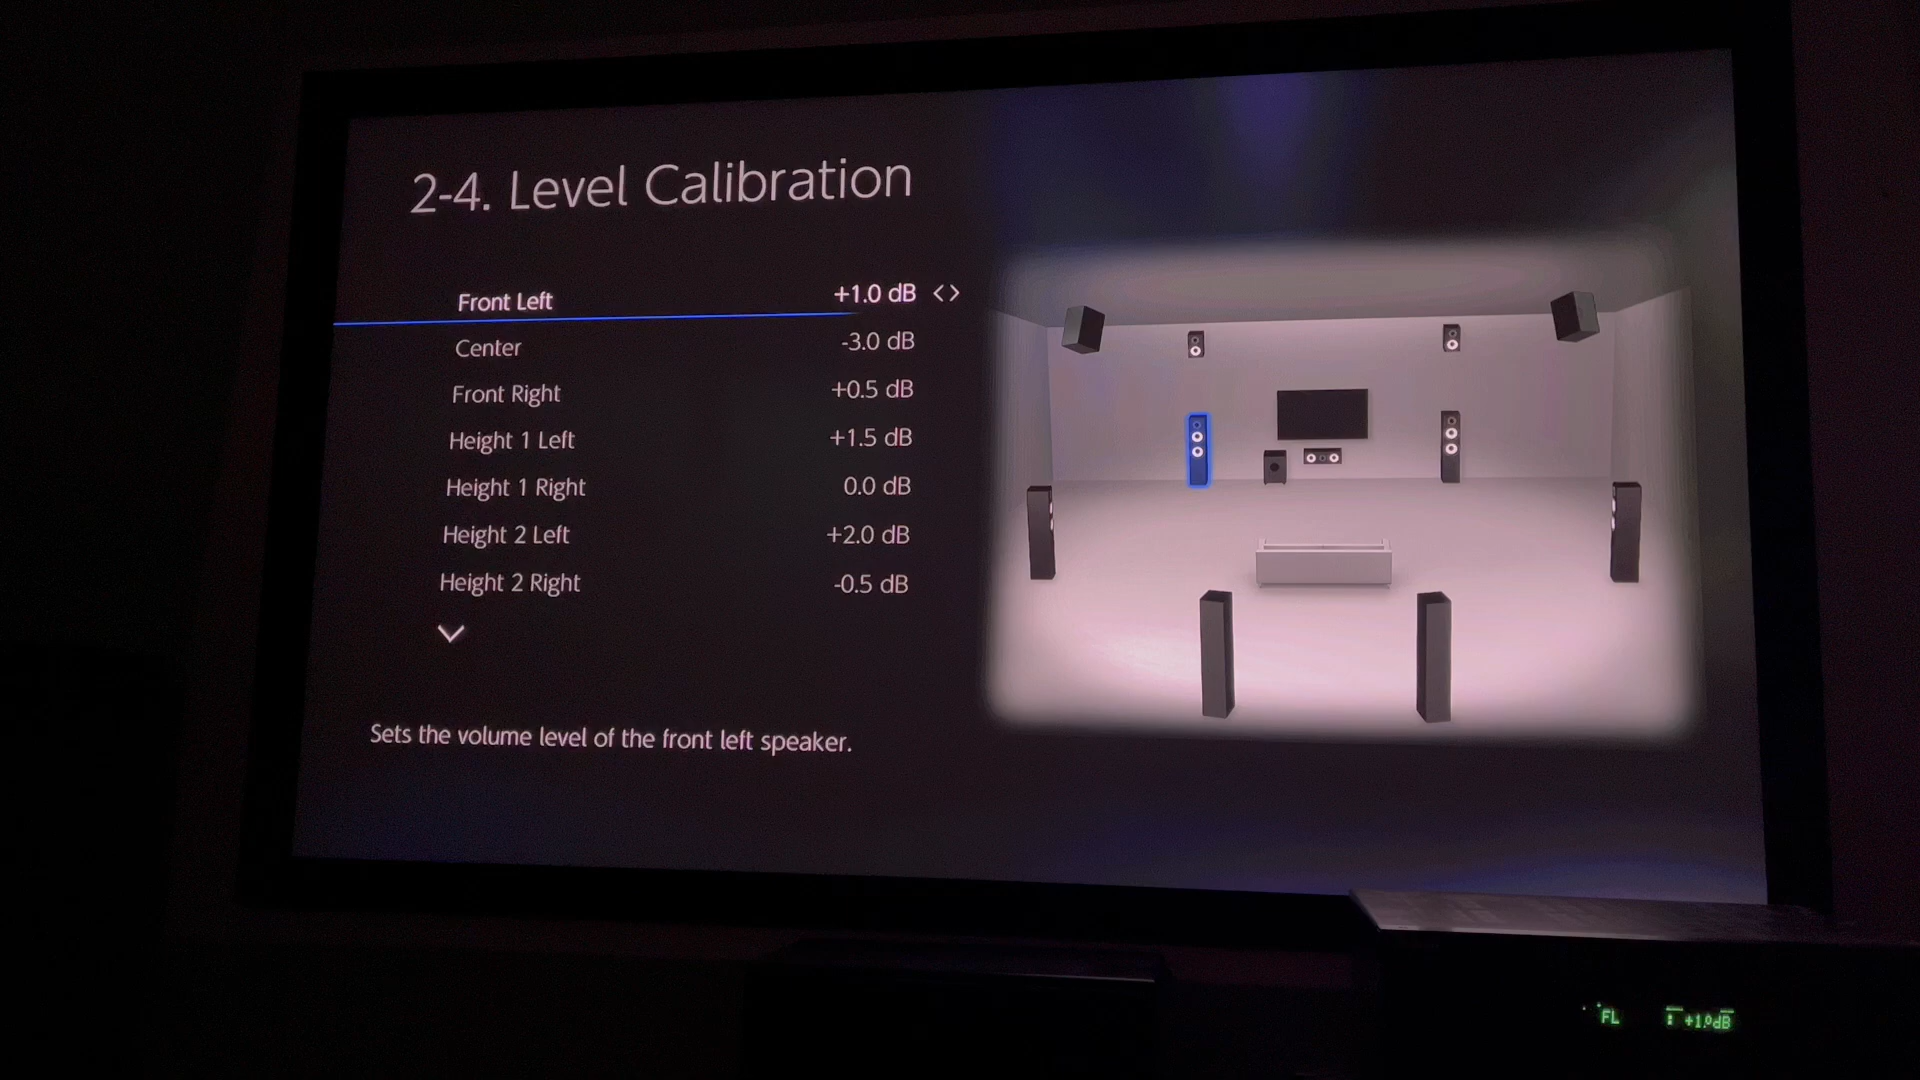 2-4. Level Calibration
Front Left +1.0 dB <>
Center -3.0 dB
Front Right +0.5 dB
Height 1 Left +1.5 dB
Height 1 Right 0.0 dB
Height 2 Left +2.0 dB
Height 2 Right -0.5 dB
Sets the volume level of the front left speaker.
FL : +1.0dB